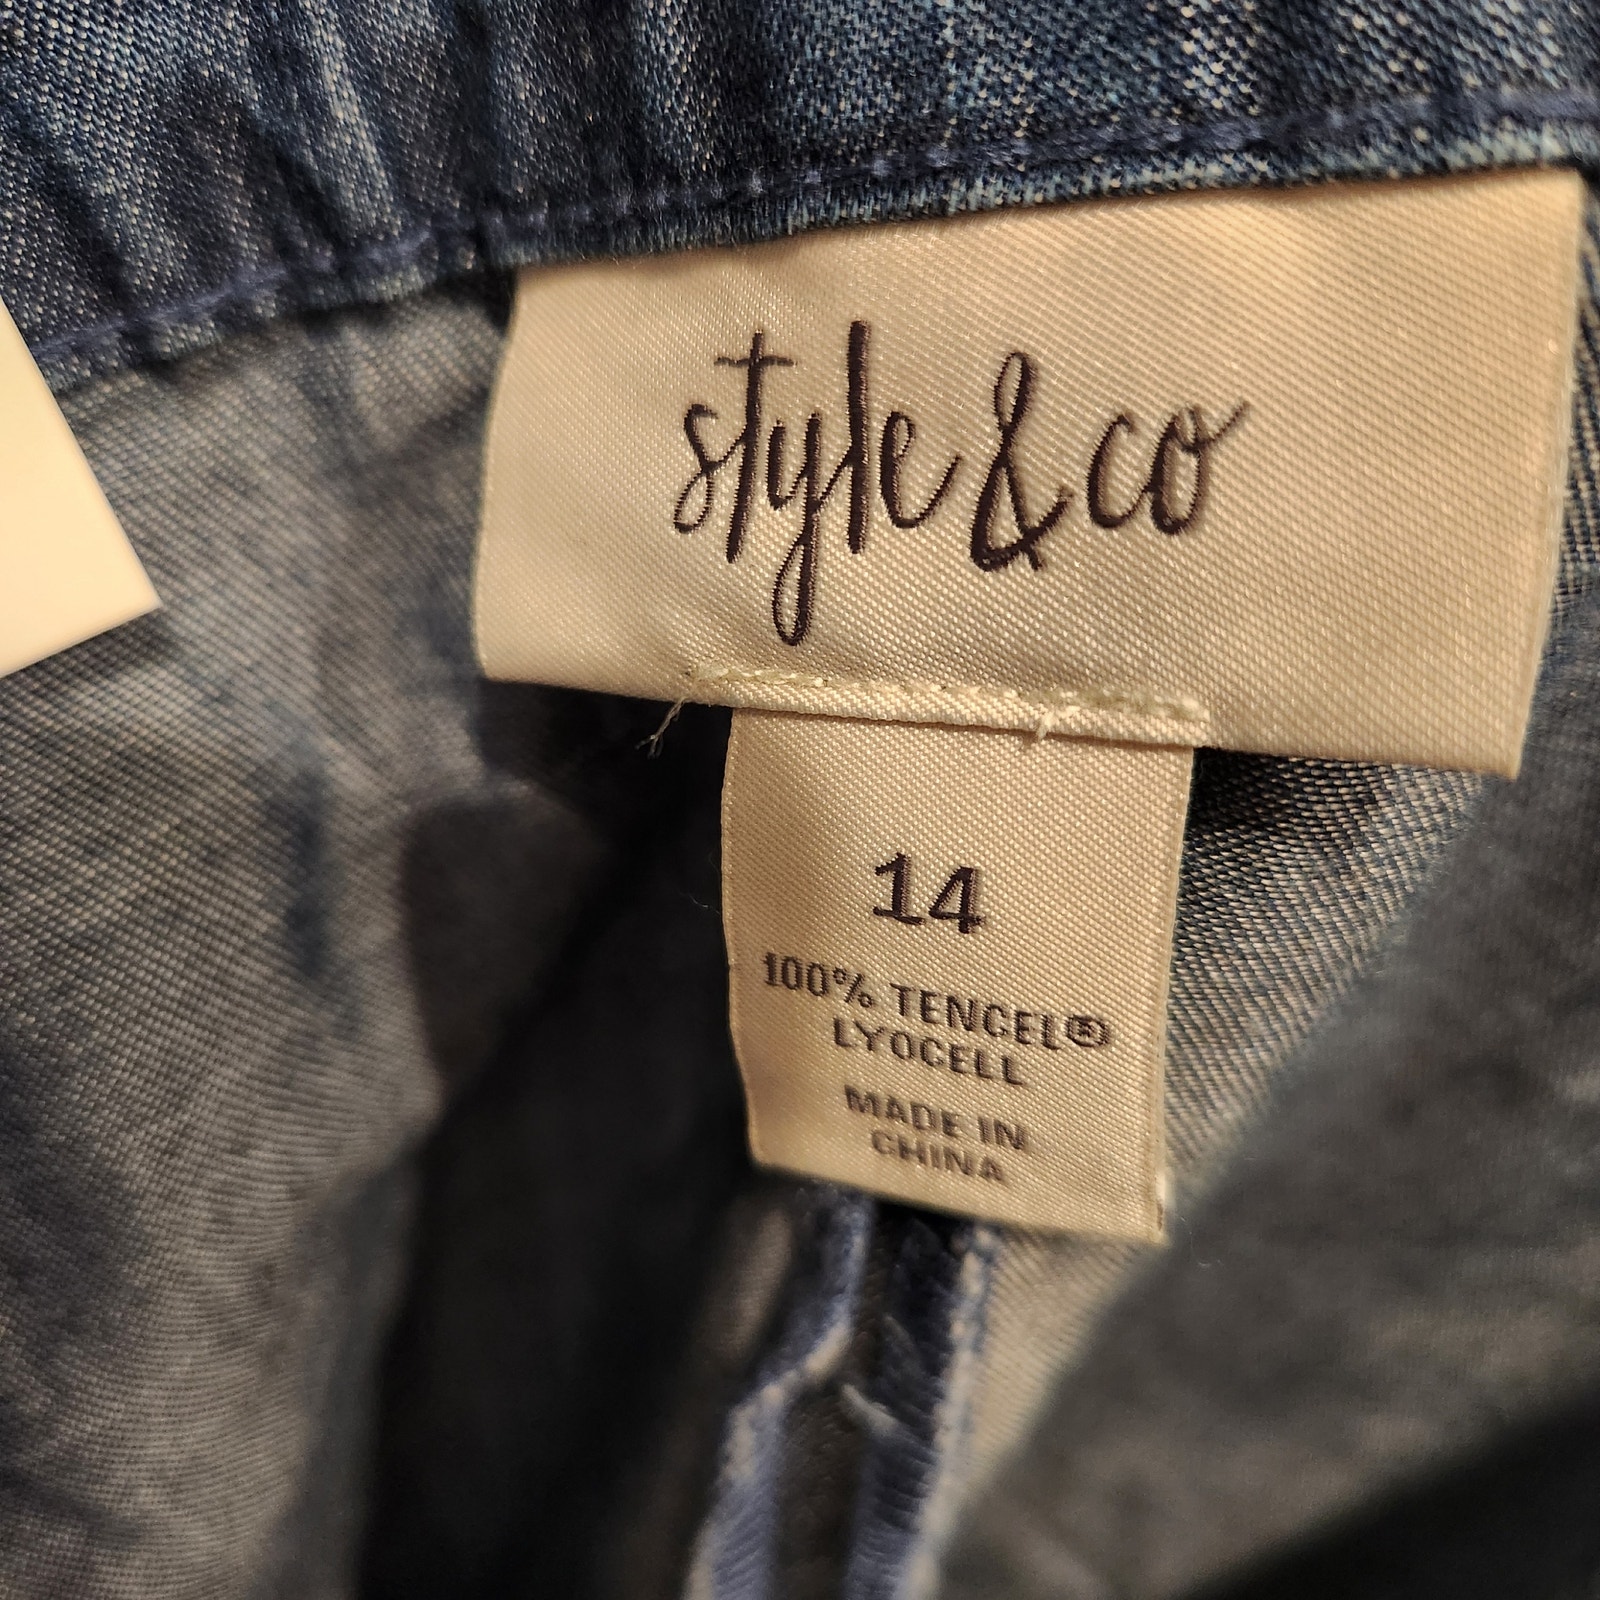 style & co
14
100% TENCEL®
LYOCELL
MADE IN
CHINA